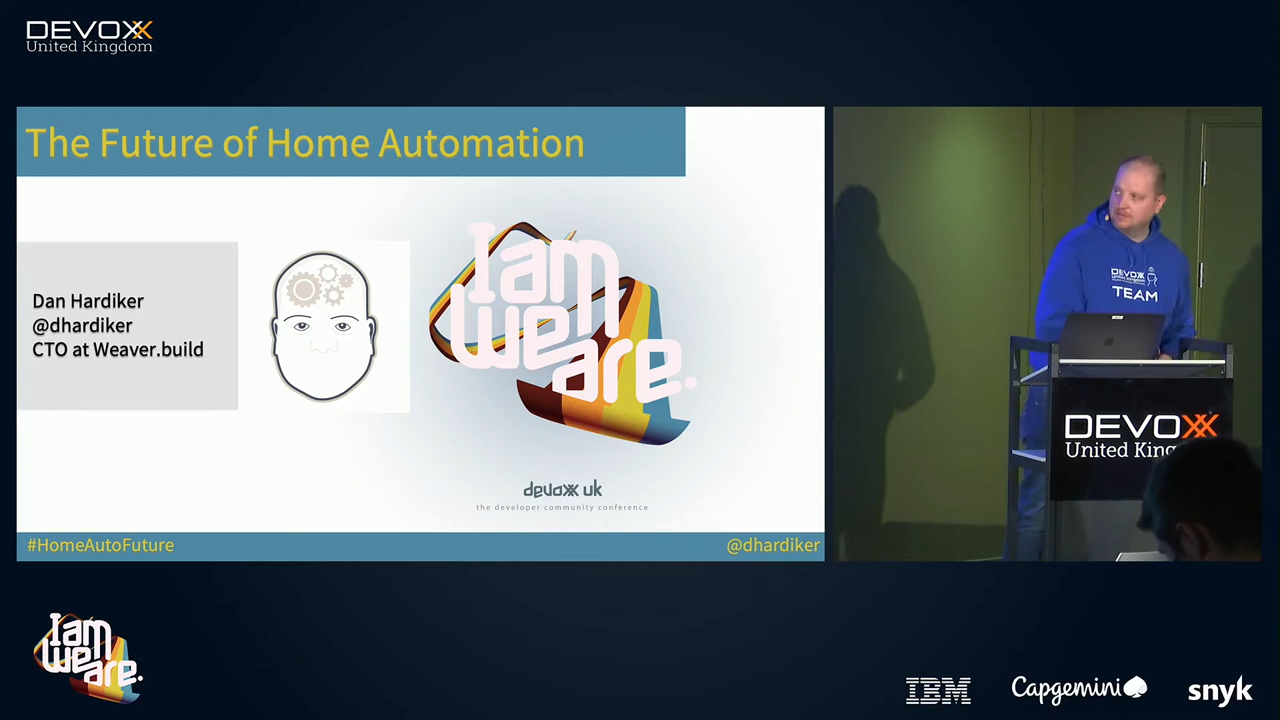 DEVOXX
United Kingdom
The Future of Home Automation
Dan Hardiker
@dhardiker
CTO at Weaver.build
I am
we
are.
devoxx uk
the developer community conference
#HomeAutoFuture
@dhardiker
DEVOXX
United Kingdom
TEAM
DEVOXX
United King
I am
we
are.
IBM
Capgemini
snyk